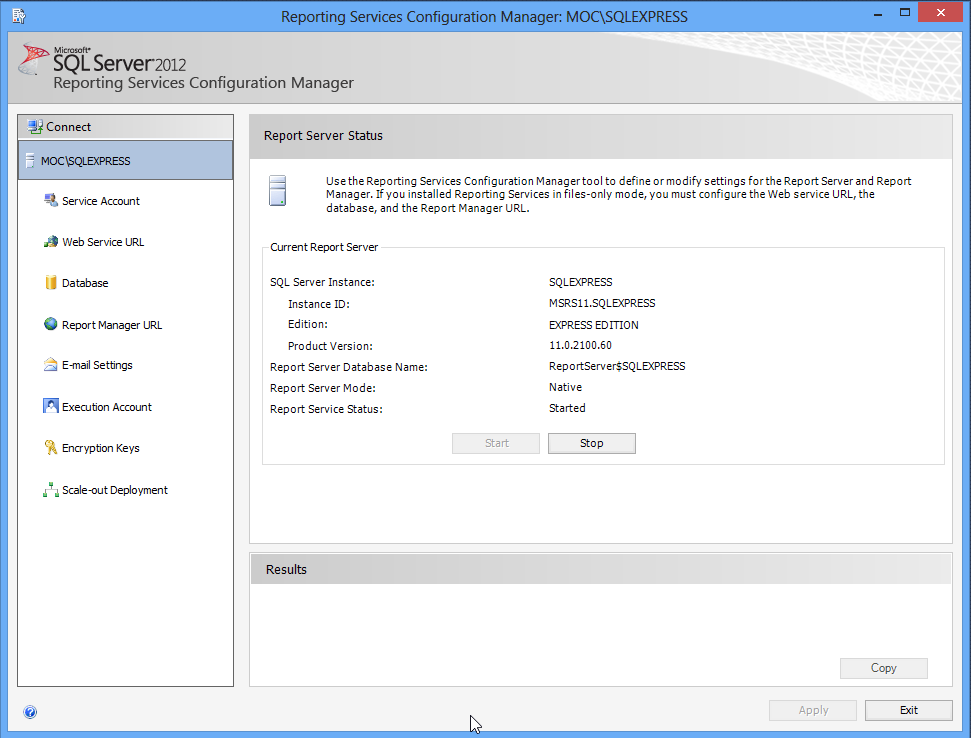 Reporting Services Configuration Manager: MOC\SQLEXPRESS
Microsoft®
SQL Server 2012
Reporting Services Configuration Manager
Connect
MOC\SQLEXPRESS
Service Account
Web Service URL
Database
Report Manager URL
E-mail Settings
Execution Account
Encryption Keys
Scale-out Deployment
Report Server Status
Use the Reporting Services Configuration Manager tool to define or modify settings for the Report Server and Report
Manager. If you installed Reporting Services in files-only mode, you must configure the Web service URL, the
database, and the Report Manager URL.
Current Report Server
SQL Server Instance: SQLEXPRESS
Instance ID: MSRS11.SQLEXPRESS
Edition: EXPRESS EDITION
Product Version: 11.0.2100.60
Report Server Database Name: ReportServer$SQLEXPRESS
Report Server Mode: Native
Report Service Status: Started
Start Stop
Results
Copy
Apply Exit